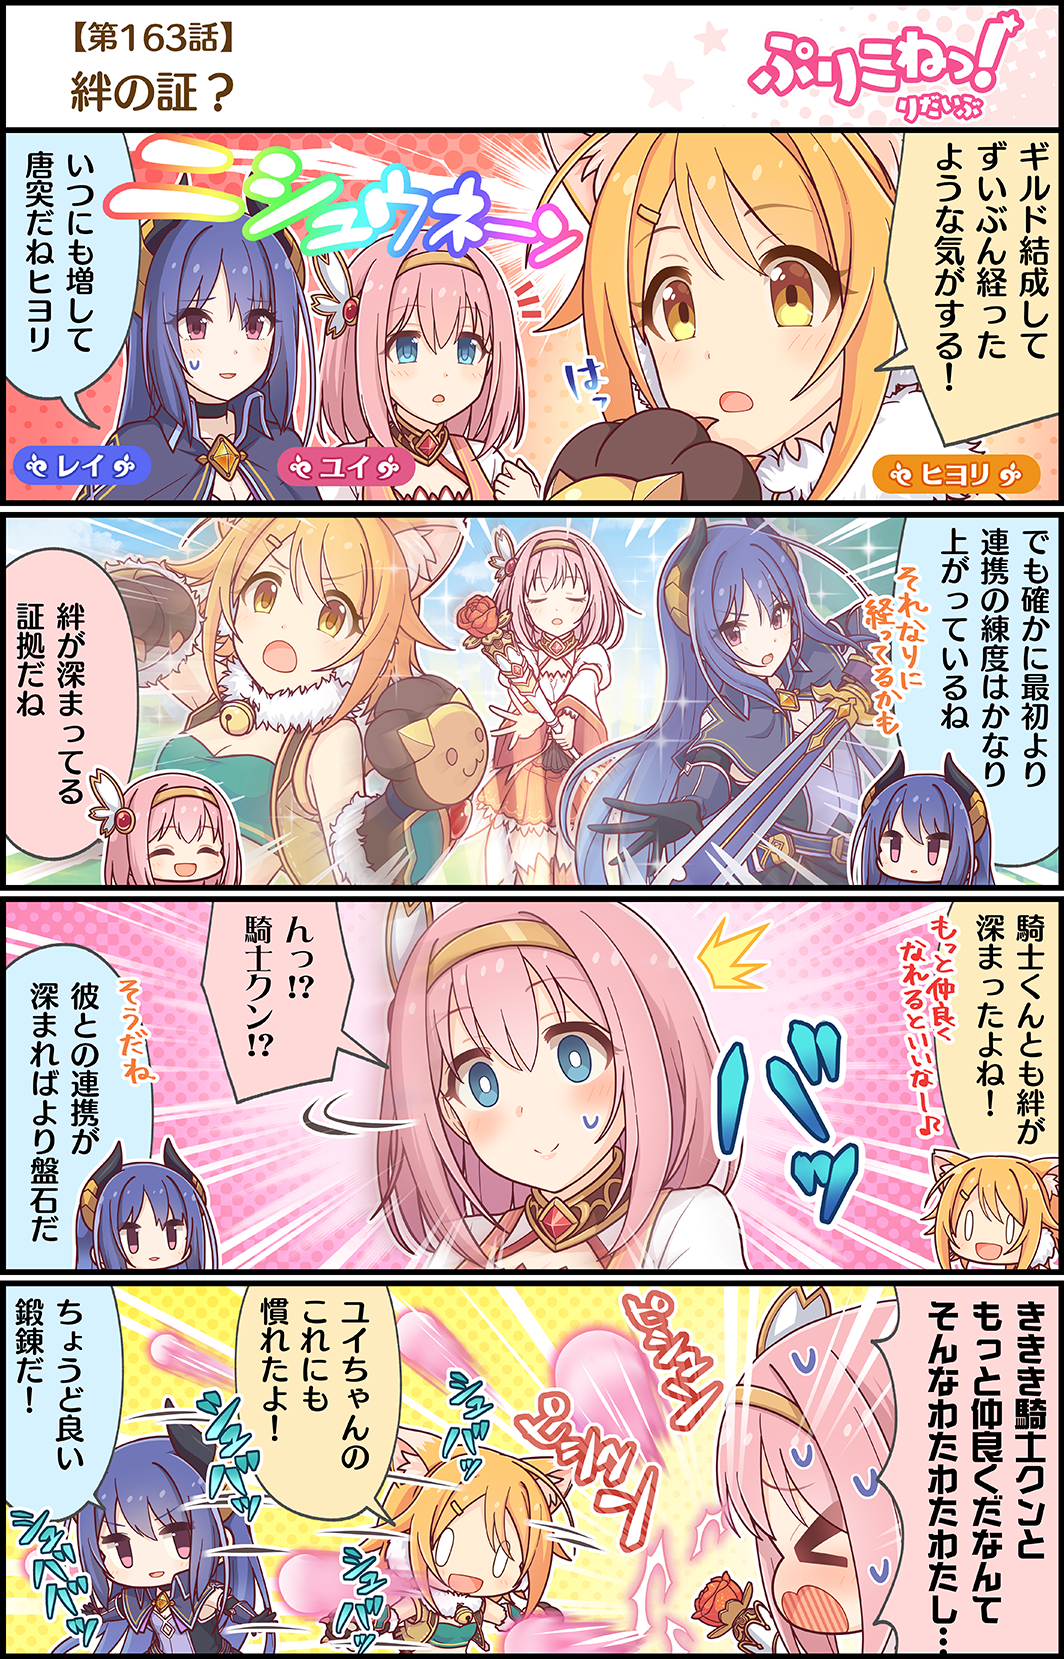 【第163話】
絆の証？
ぷりこねっ！
りだいぶ
ギルド結成して
ずいぶん経った
ような気がする！
はっ
ニシュウネーン
いつにも増して
唐突だねヒヨリ
レイ
ユイ
ヒヨリ
でも確かに最初より
連携の練度はかなり
上がっているね
それなりに
経ってるかも
絆が深まってる
証拠だね
騎士くんとも絆が
深まったよね！
もっと仲良く
なれるといいなー♪
バッ
んっ!?
騎士クン!?
そうだね
彼との連携が
深まればより盤石だ
ききき騎士クンと
もっと仲良くだなんて
そんなわたわたわたし…
ユイちゃんの
これにも
慣れたよ！
シュバッ
シュバッ
シュバッ
シュバババ
ちょうど良い
鍛錬だ！